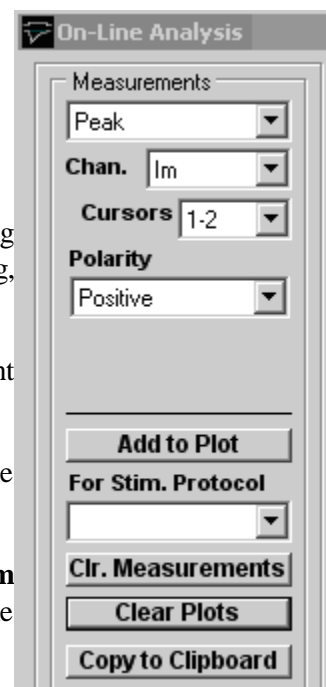 On-Line Analysis
Measurements
Peak
Chan. Im
Cursors 1-2
Polarity
Positive
Add to Plot
For Stim. Protocol
Clr. Measurements
Clear Plots
Copy to Clipboard